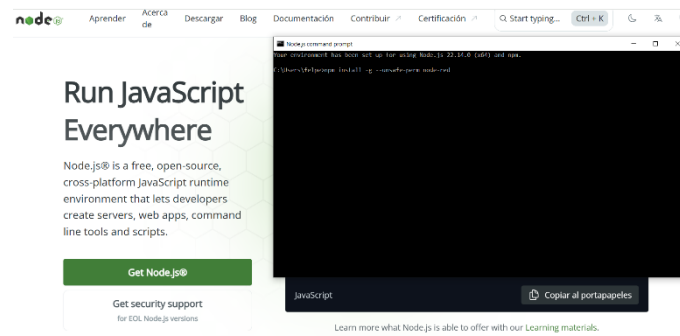 node
Aprender
Acerca
de
Descargar
Blog
Documentación
Contribuir
Certificación
Start typing...
Ctrl + K
Node.js command prompt
Your environment has been set up for using Node.js 22.14.0 (x64) and npm.
C:\Users\felpe>npm install -g --unsafe-perm node-red
Run JavaScript
Everywhere
Node.js® is a free, open-source,
cross-platform JavaScript runtime
environment that lets developers
create servers, web apps, command
line tools and scripts.
Get Node.js®
Get security support
for EOL Node.js versions
JavaScript
Copiar al portapapeles
Learn more what Node.js is able to offer with our Learning materials.